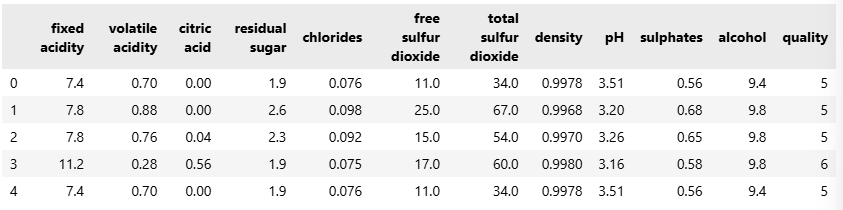 fixed acidity volatile acidity citric acid residual sugar chlorides free sulfur dioxide total sulfur dioxide density pH sulphates alcohol quality
0 7.4 0.70 0.00 1.9 0.076 11.0 34.0 0.9978 3.51 0.56 9.4 5
1 7.8 0.88 0.00 2.6 0.098 25.0 67.0 0.9968 3.20 0.68 9.8 5
2 7.8 0.76 0.04 2.3 0.092 15.0 54.0 0.9970 3.26 0.65 9.8 5
3 11.2 0.28 0.56 1.9 0.075 17.0 60.0 0.9980 3.16 0.58 9.8 6
4 7.4 0.70 0.00 1.9 0.076 11.0 34.0 0.9978 3.51 0.56 9.4 5